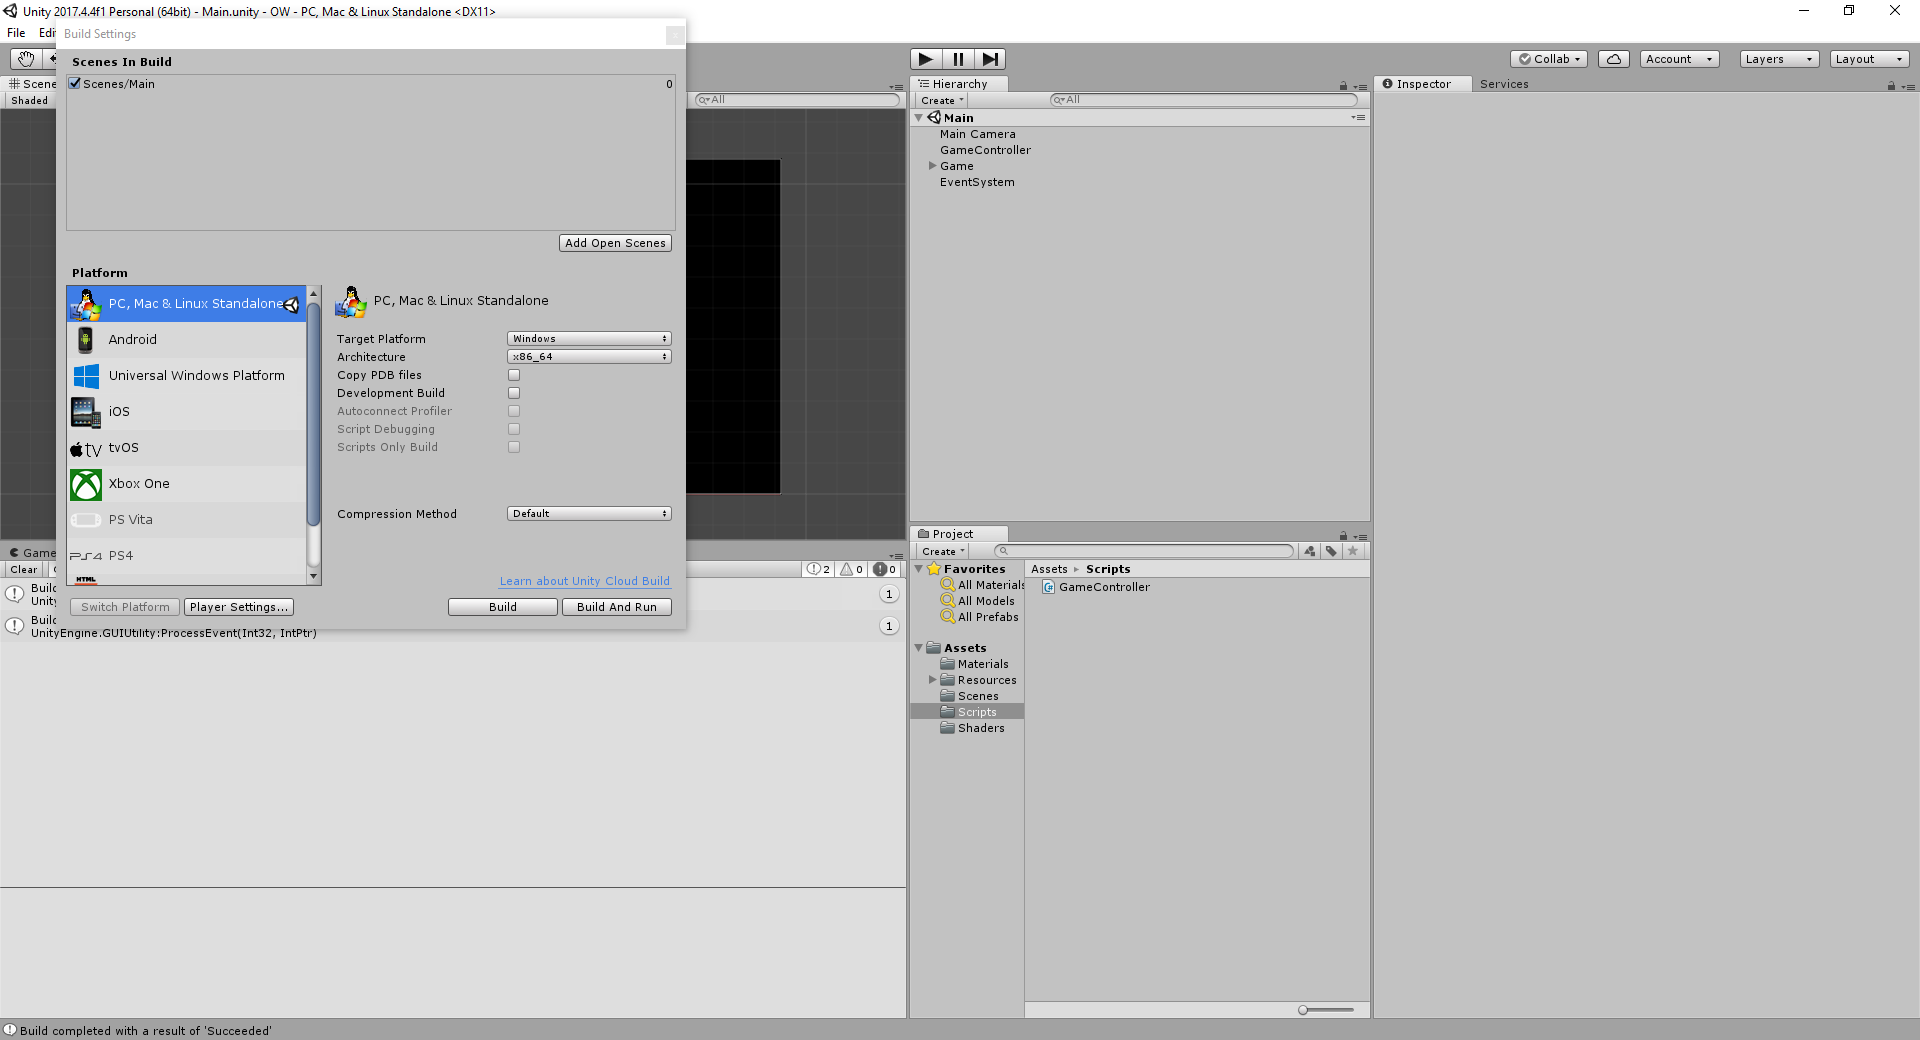 Unity 2017.4.4f1 Personal (64bit) - Main.unity - OW - PC, Mac & Linux Standalone <DX11>
File
Build Settings
Collab
Account
Layers
Layout
Scenes In Build
Scenes/Main 0
Add Open Scenes
Platform
PC, Mac & Linux Standalone
Android
Universal Windows Platform
iOS
tvOS
Xbox One
PS Vita
PS4
HTML
PC, Mac & Linux Standalone
Target Platform Windows
Architecture x86_64
Copy PDB files
Development Build
Autoconnect Profiler
Script Debugging
Scripts Only Build
Compression Method Default
Learn about Unity Cloud Build
Switch Platform Player Settings... Build Build And Run
Scene
Shaded
All
Game
Clear
2 0 0
Build
1
Build
UnityEngine.GUIUtility:ProcessEvent(Int32, IntPtr)
1
Hierarchy
Create All
Main
Main Camera
GameController
Game
EventSystem
Project
Create
Favorites
All Materials
All Models
All Prefabs
Assets
Materials
Resources
Scenes
Scripts
Shaders
Assets Scripts
GameController
Inspector Services
Build completed with a result of 'Succeeded'